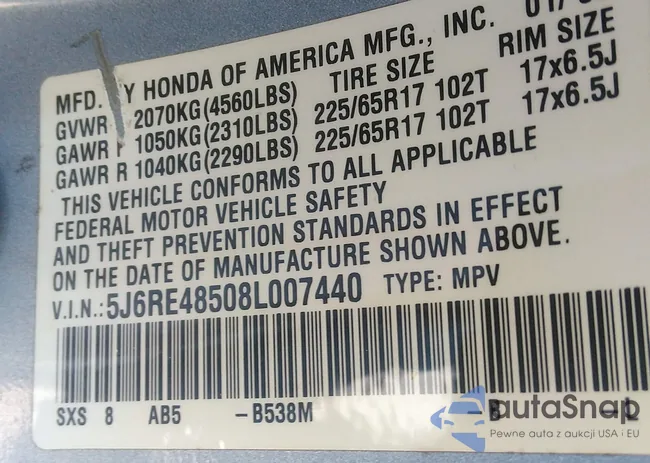 MFD. Y HONDA OF AMERICA MFG., INC.
GVWR 2070KG(4560LBS) TIRE SIZE RIM SIZE
GAWR F 1050KG(2310LBS) 225/65R17 102T 17x6.5J
GAWR R 1040KG(2290LBS) 225/65R17 102T 17x6.5J
THIS VEHICLE CONFORMS TO ALL APPLICABLE
FEDERAL MOTOR VEHICLE SAFETY
AND THEFT PREVENTION STANDARDS IN EFFECT
ON THE DATE OF MANUFACTURE SHOWN ABOVE.
V.I.N.: 5J6RE48508L007440 TYPE: MPV
SXS 8 AB5 -B538M -B
autaSnap
Pewne auta z aukcji USA i EU